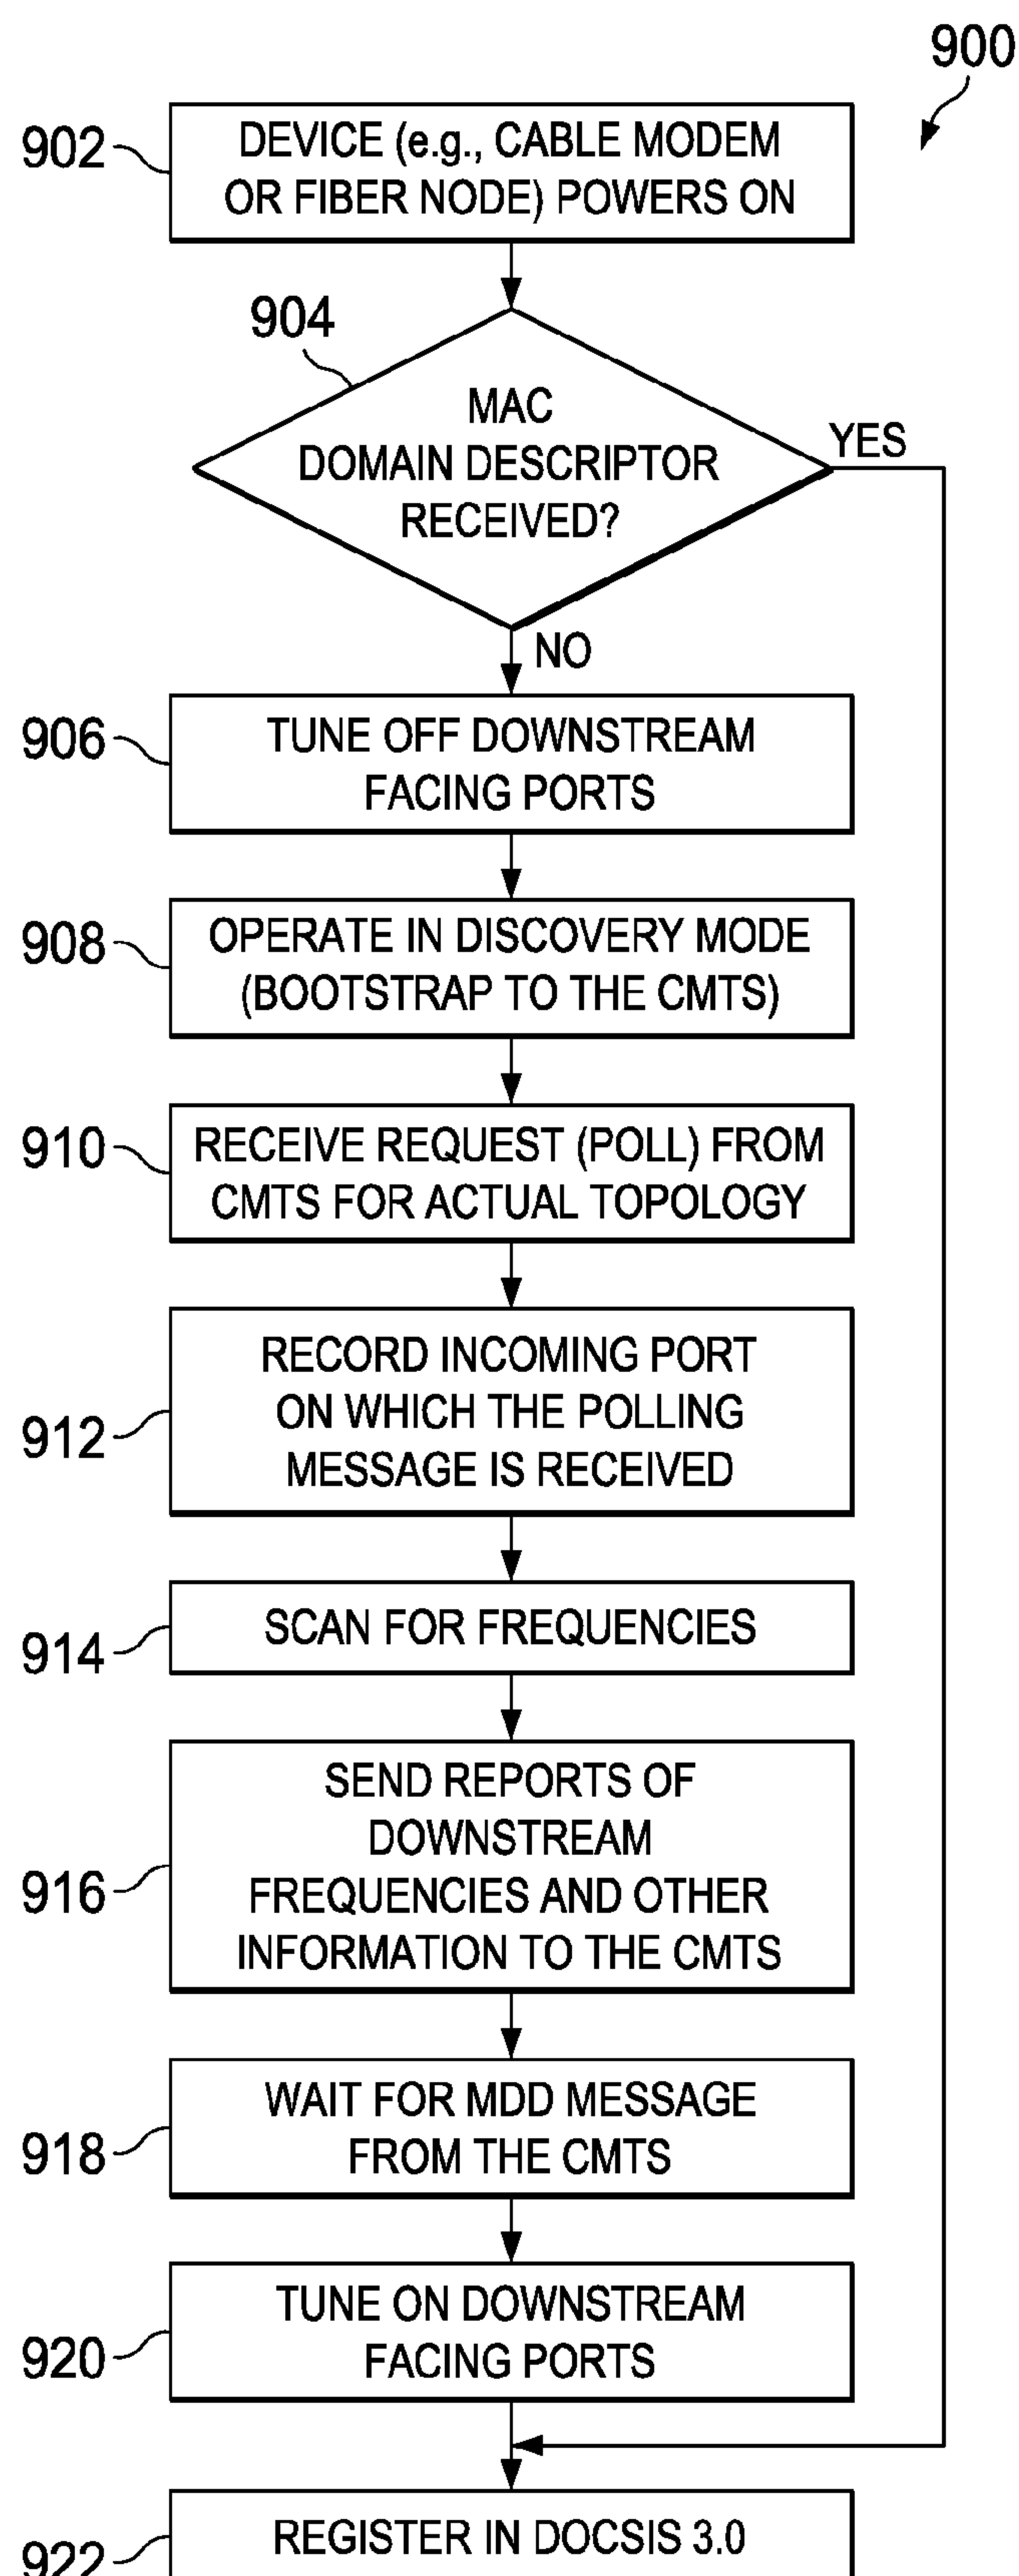 900
902
DEVICE (e.g., CABLE MODEM
OR FIBER NODE) POWERS ON
904
MAC
DOMAIN DESCRIPTOR
RECEIVED?
YES
NO
906
TUNE OFF DOWNSTREAM
FACING PORTS
908
OPERATE IN DISCOVERY MODE
(BOOTSTRAP TO THE CMTS)
910
RECEIVE REQUEST (POLL) FROM
CMTS FOR ACTUAL TOPOLOGY
912
RECORD INCOMING PORT
ON WHICH THE POLLING
MESSAGE IS RECEIVED
914
SCAN FOR FREQUENCIES
916
SEND REPORTS OF
DOWNSTREAM
FREQUENCIES AND OTHER
INFORMATION TO THE CMTS
918
WAIT FOR MDD MESSAGE
FROM THE CMTS
920
TUNE ON DOWNSTREAM
FACING PORTS
922
REGISTER IN DOCSIS 3.0